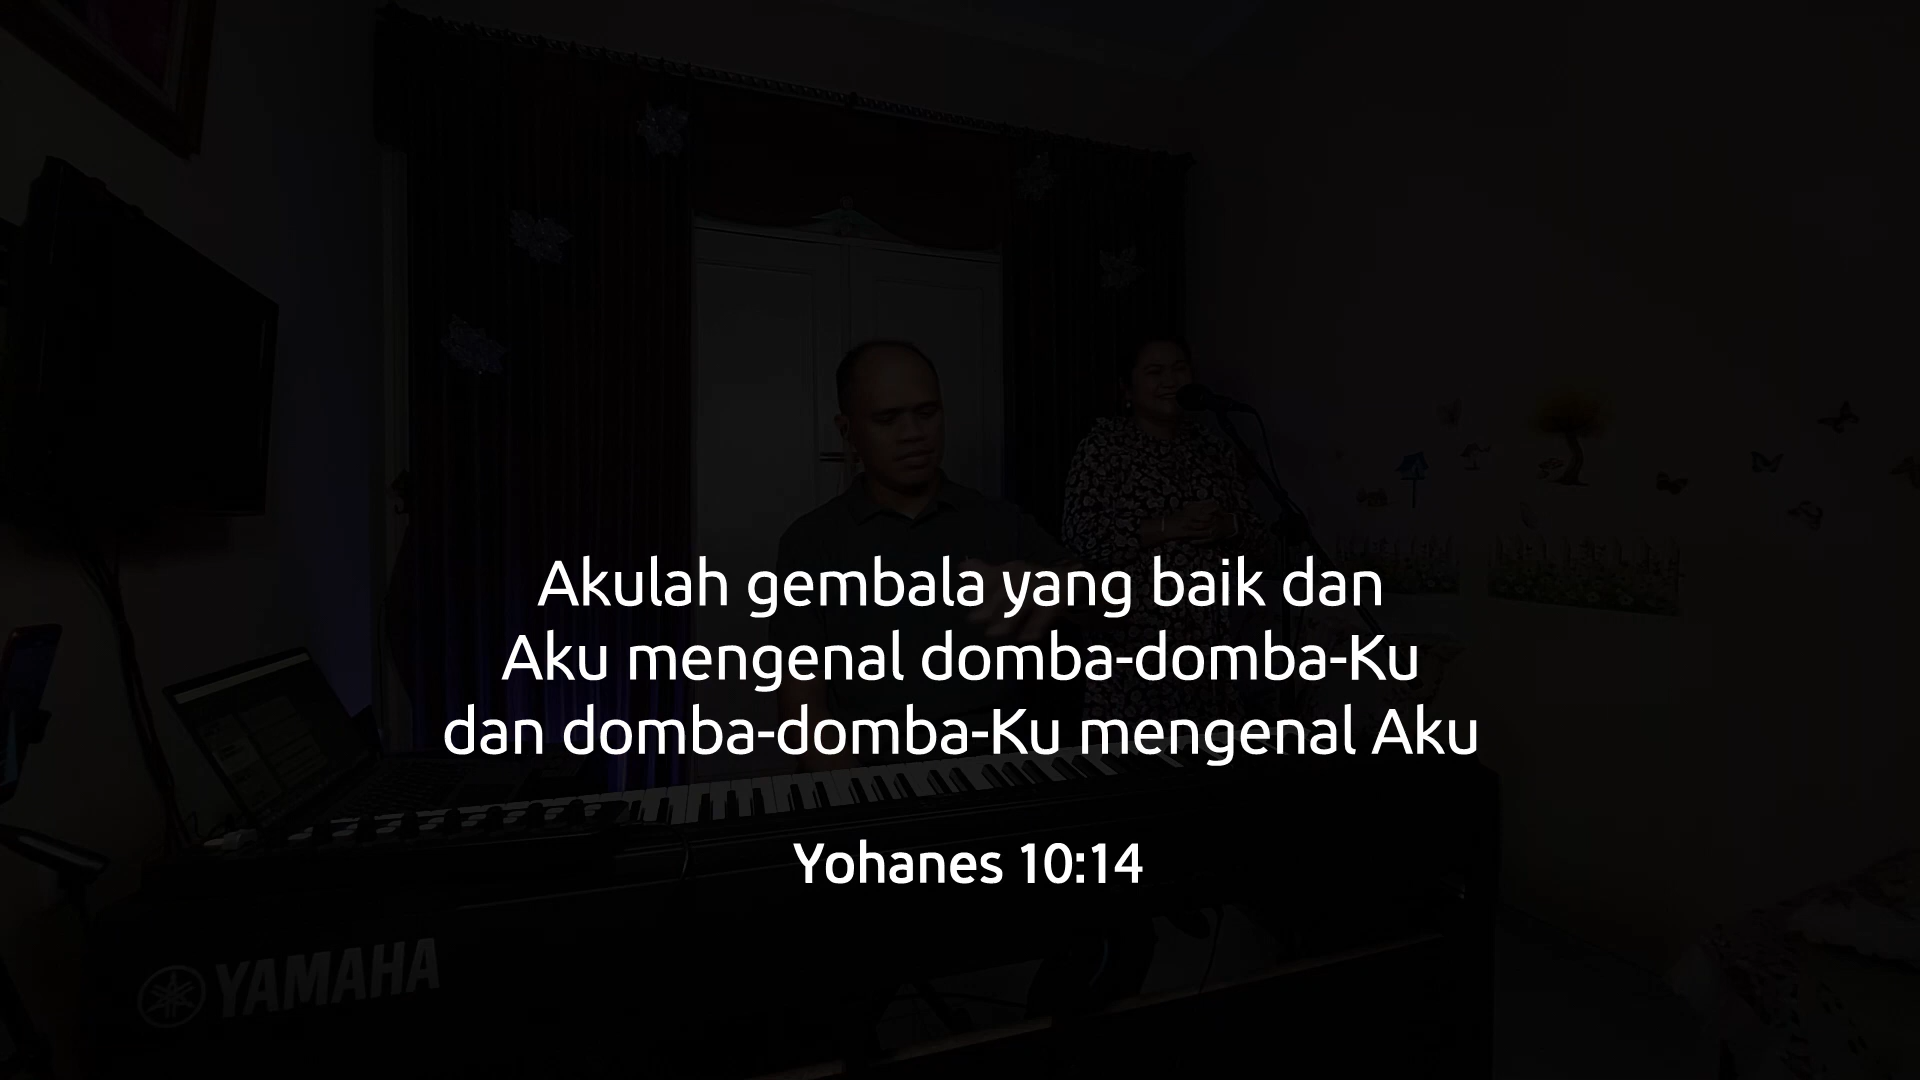 Akulah gembala yang baik dan
Aku mengenal domba-domba-Ku
dan domba-domba-Ku mengenal Aku
Yohanes 10:14
YAMAHA